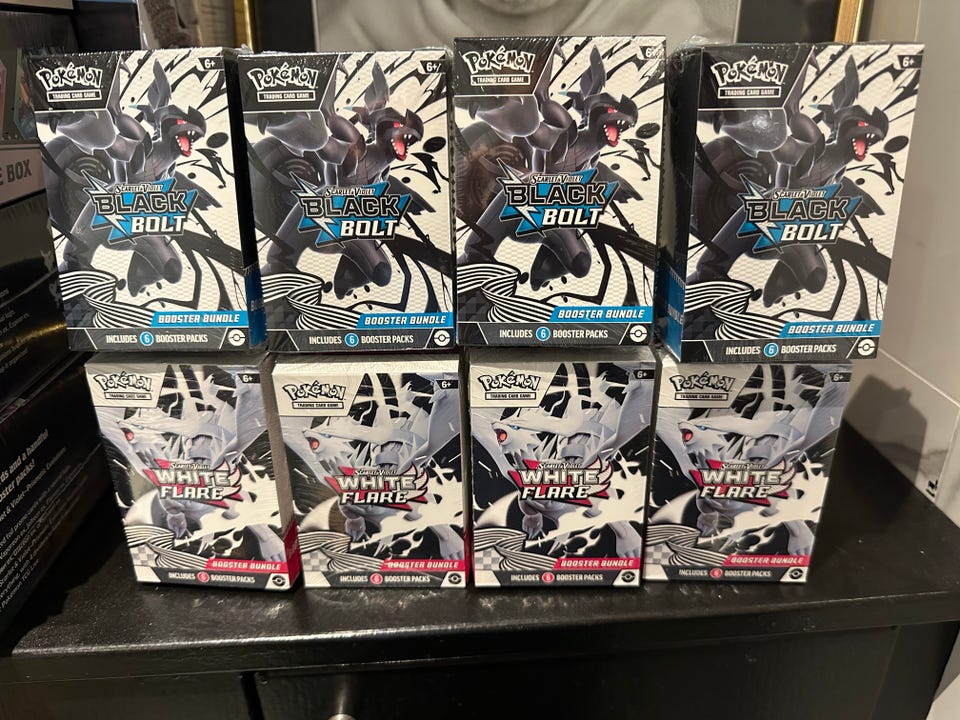 E BOX
POKéMON 6+
TRADING CARD GAME
SCARLET & VIOLET
BLACK
BOLT
BOOSTER BUNDLE
INCLUDES 6 BOOSTER PACKS
POKéMON 6+
TRADING CARD GAME
SCARLET & VIOLET
BLACK
BOLT
BOOSTER BUNDLE
INCLUDES 6 BOOSTER PACKS
POKéMON 6+
TRADING CARD GAME
SCARLET & VIOLET
BLACK
BOLT
BOOSTER BUNDLE
INCLUDES 6 BOOSTER PACKS
POKéMON 6+
TRADING CARD GAME
SCARLET & VIOLET
BLACK
BOLT
BOOSTER BUNDLE
INCLUDES 6 BOOSTER PACKS
POKéMON 6+
TRADING CARD GAME
SCARLET & VIOLET
WHITE
FLARE
BOOSTER BUNDLE
INCLUDES 6 BOOSTER PACKS
POKéMON 6+
TRADING CARD GAME
SCARLET & VIOLET
WHITE
FLARE
BOOSTER BUNDLE
INCLUDES 6 BOOSTER PACKS
POKéMON 6+
TRADING CARD GAME
SCARLET & VIOLET
WHITE
FLARE
BOOSTER BUNDLE
INCLUDES 6 BOOSTER PACKS
POKéMON 6+
TRADING CARD GAME
SCARLET & VIOLET
WHITE
FLARE
BOOSTER BUNDLE
INCLUDES 6 BOOSTER PACKS
ds and a handful
oster packs!